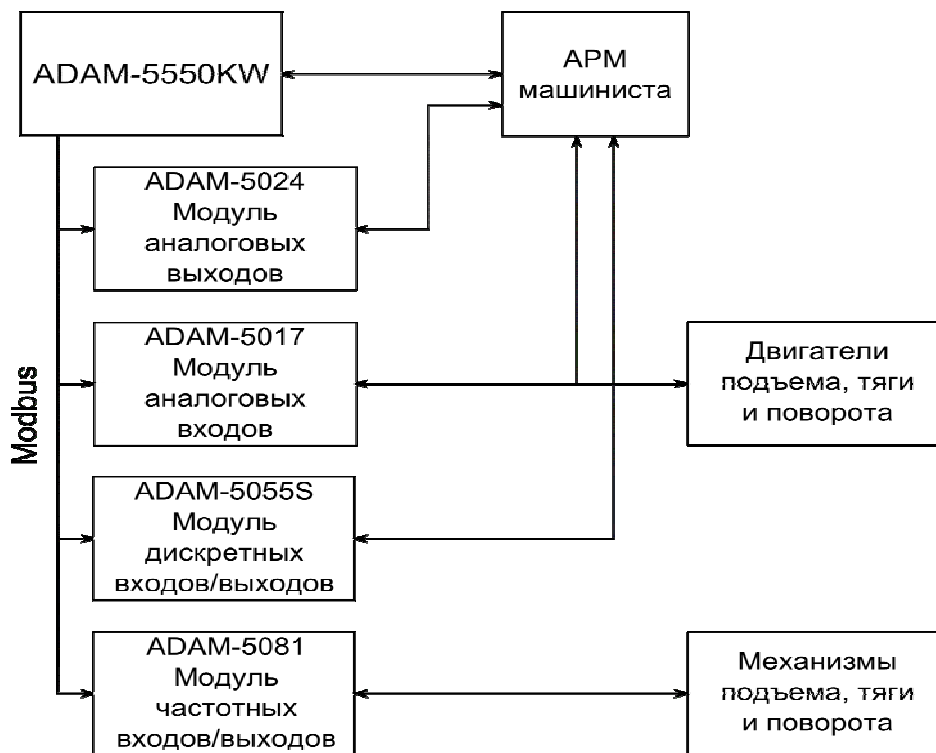 ADAM-5550KW
АРМ
машиниста
ADAM-5024
Модуль
аналоговых
выходов
ADAM-5017
Модуль
аналоговых
входов
Двигатели
подъема, тяги
и поворота
Modbus
ADAM-5055S
Модуль
дискретных
входов/выходов
ADAM-5081
Модуль
частотных
входов/выходов
Механизмы
подъема, тяги
и поворота